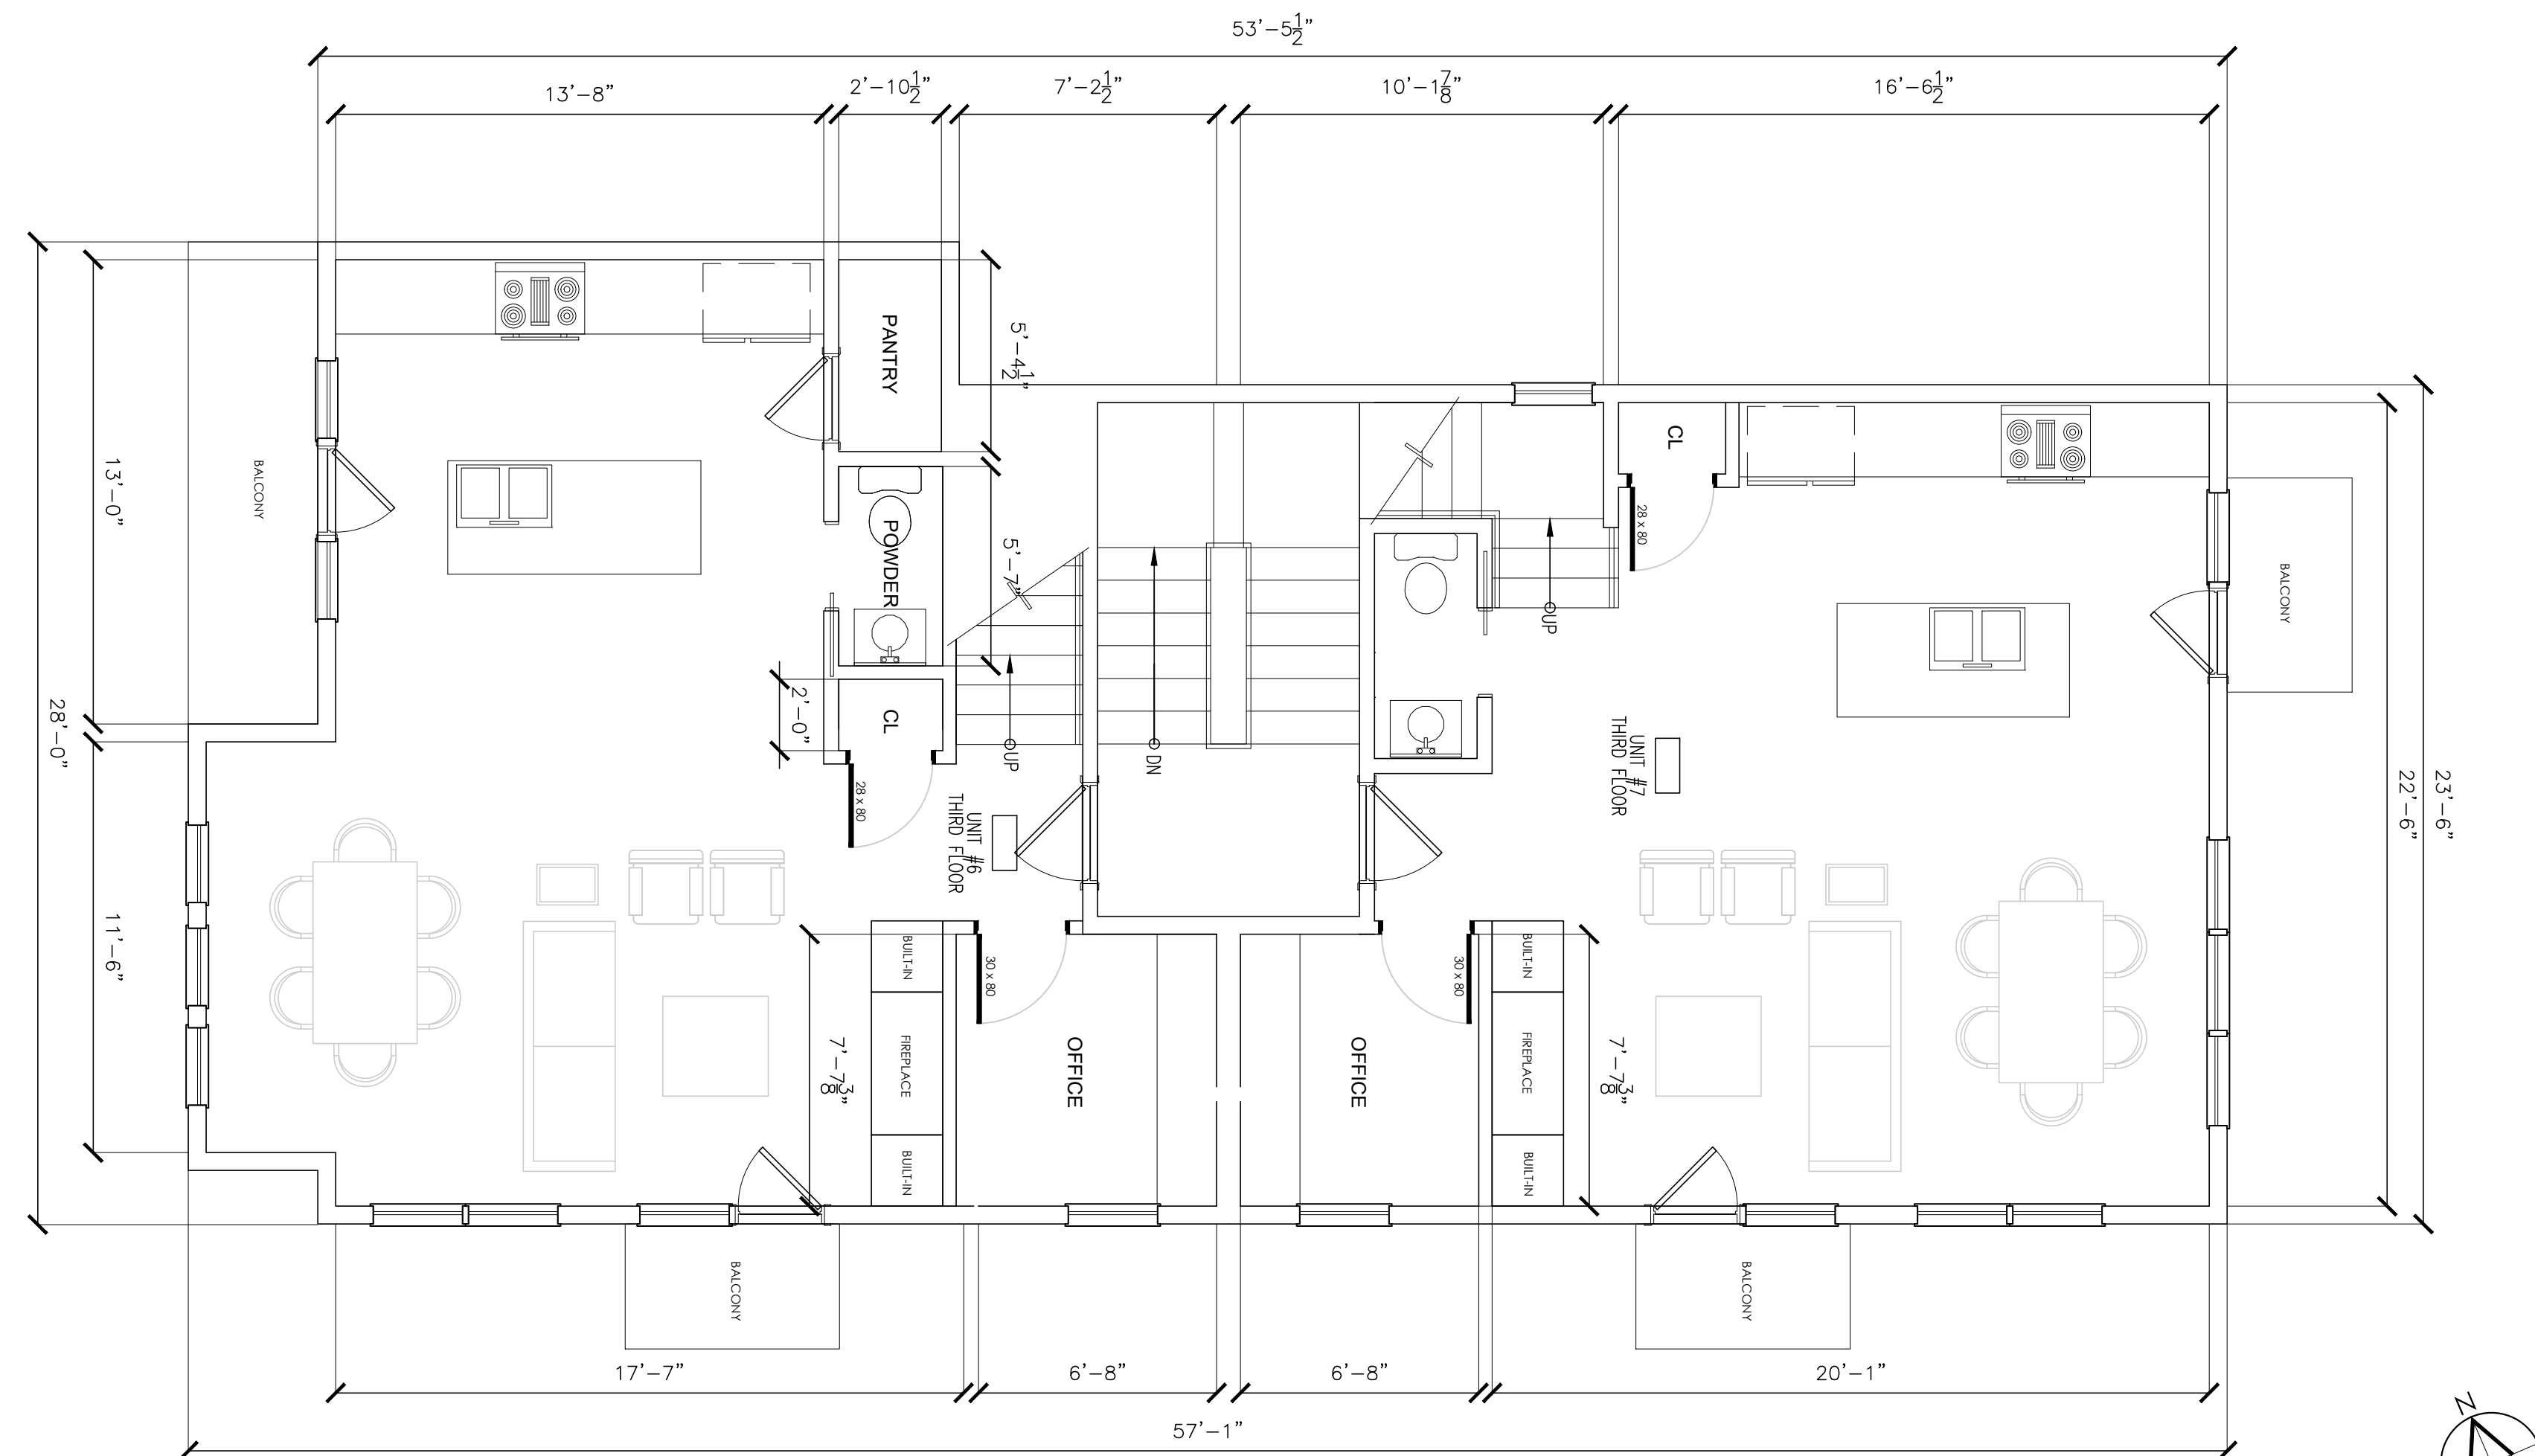 53'-5 1/2"
13'-8"
2'-10 1/2"
7'-2 1/2"
10'-1 7/8"
16'-6 1/2"
PANTRY
5'-4 1/2"
CL
28 x 80
BALCONY
13'-0"
POWDER
5'-7"
UP
BALCONY
28'-0"
2'-0"
CL
UP
DN
UNIT #7
THIRD FLOOR
23'-6"
22'-6"
28 x 80
UNIT #6
THIRD FLOOR
11'-6"
BUILT-IN
30 x 80
30 x 80
BUILT-IN
7'-7 3/8"
FIREPLACE
OFFICE
OFFICE
FIREPLACE
7'-7 3/8"
BUILT-IN
BUILT-IN
BALCONY
BALCONY
17'-7"
6'-8"
6'-8"
20'-1"
57'-1"
N